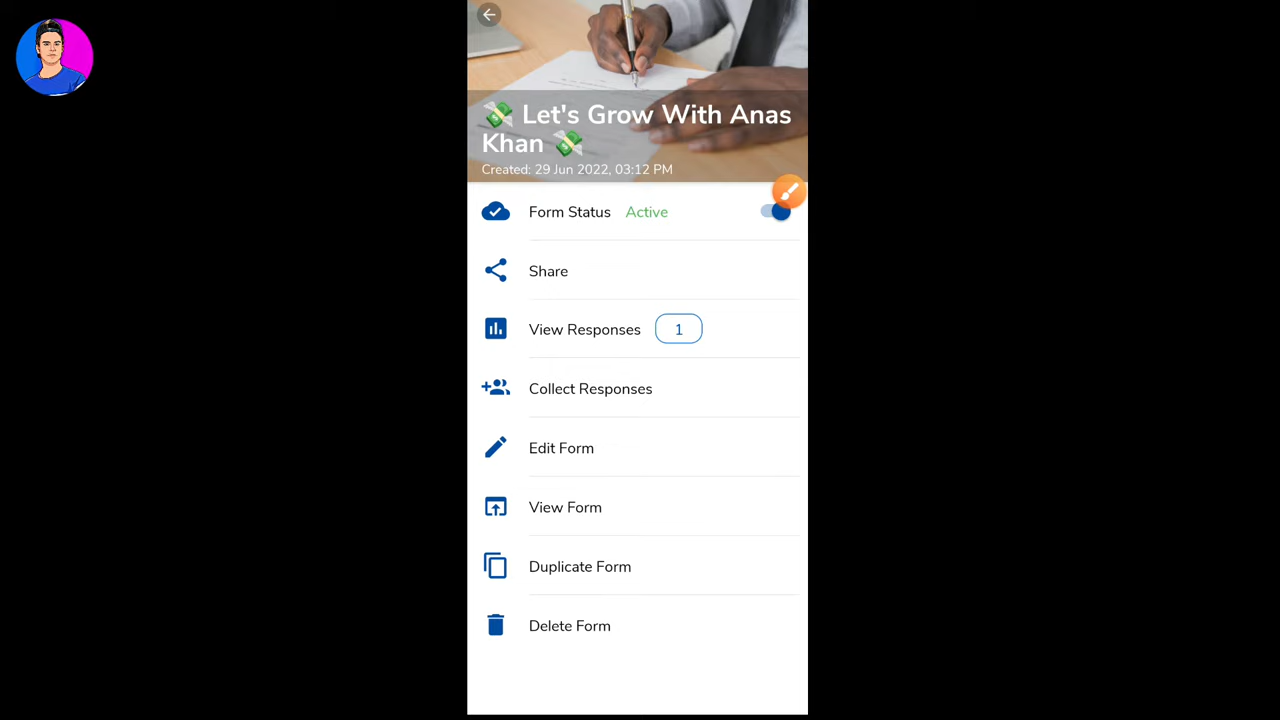 💸 Let's Grow With Anas
Khan 💸
Created: 29 Jun 2022, 03:12 PM
Form Status Active
Share
View Responses 1
Collect Responses
Edit Form
View Form
Duplicate Form
Delete Form